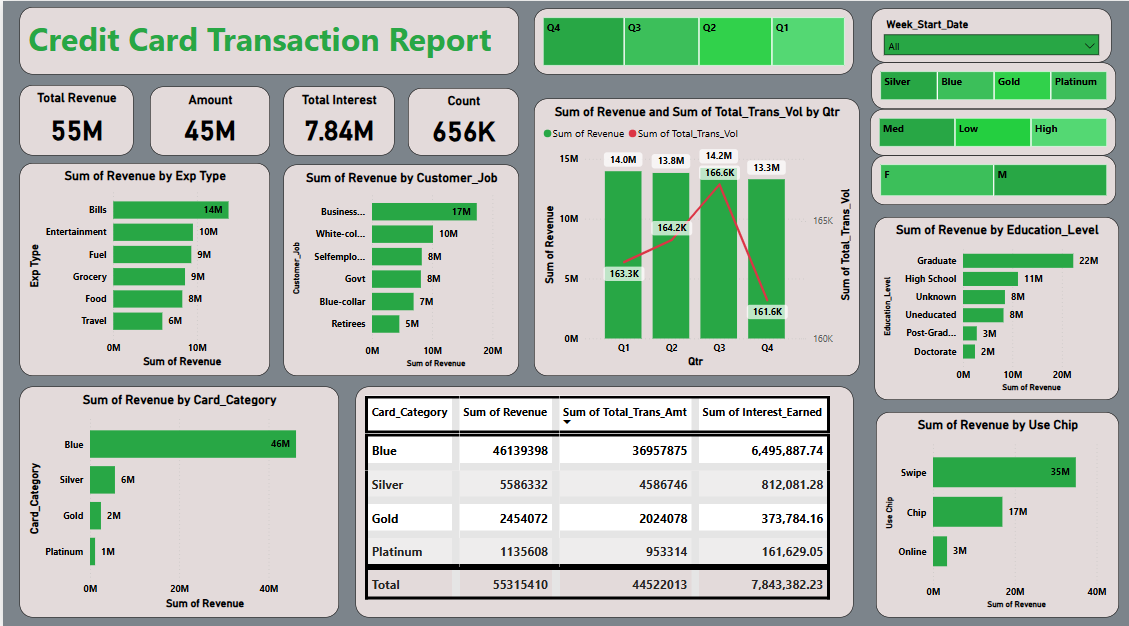 Credit Card Transaction Report
Q4 Q3 Q2 Q1
Week_Start_Date
All
Silver Blue Gold Platinum
Med Low High
F M
Total Revenue
55M
Amount
45M
Total Interest
7.84M
Count
656K
Sum of Revenue by Exp Type
Exp Type
Bills 14M
Entertainment 10M
Fuel 9M
Grocery 9M
Food 8M
Travel 6M
0M 10M
Sum of Revenue
Sum of Revenue by Customer_Job
Customer_Job
Business... 17M
White-col... 10M
Selfemplo... 8M
Govt 8M
Blue-collar 7M
Retirees 5M
0M 10M 20M
Sum of Revenue
Sum of Revenue and Sum of Total_Trans_Vol by Qtr
Sum of Revenue Sum of Total_Trans_Vol
Sum of Revenue
15M
10M
5M
0M
14.0M 13.8M 14.2M 13.3M
163.3K 164.2K 166.6K 161.6K
165K
160K
Sum of Total_Trans_Vol
Q1 Q2 Q3 Q4
Qtr
Sum of Revenue by Education_Level
Education_Level
Graduate 22M
High School 11M
Unknown 8M
Uneducated 8M
Post-Grad... 3M
Doctorate 2M
0M 10M 20M
Sum of Revenue
Sum of Revenue by Card_Category
Card_Category
Blue 46M
Silver 6M
Gold 2M
Platinum 1M
0M 20M 40M
Sum of Revenue
Card_Category Sum of Revenue Sum of Total_Trans_Amt Sum of Interest_Earned
Blue 46139398 36957875 6,495,887.74
Silver 5586332 4586746 812,081.28
Gold 2454072 2024078 373,784.16
Platinum 1135608 953314 161,629.05
Total 55315410 44522013 7,843,382.23
Sum of Revenue by Use Chip
Use Chip
Swipe 35M
Chip 17M
Online 3M
0M 20M 40M
Sum of Revenue